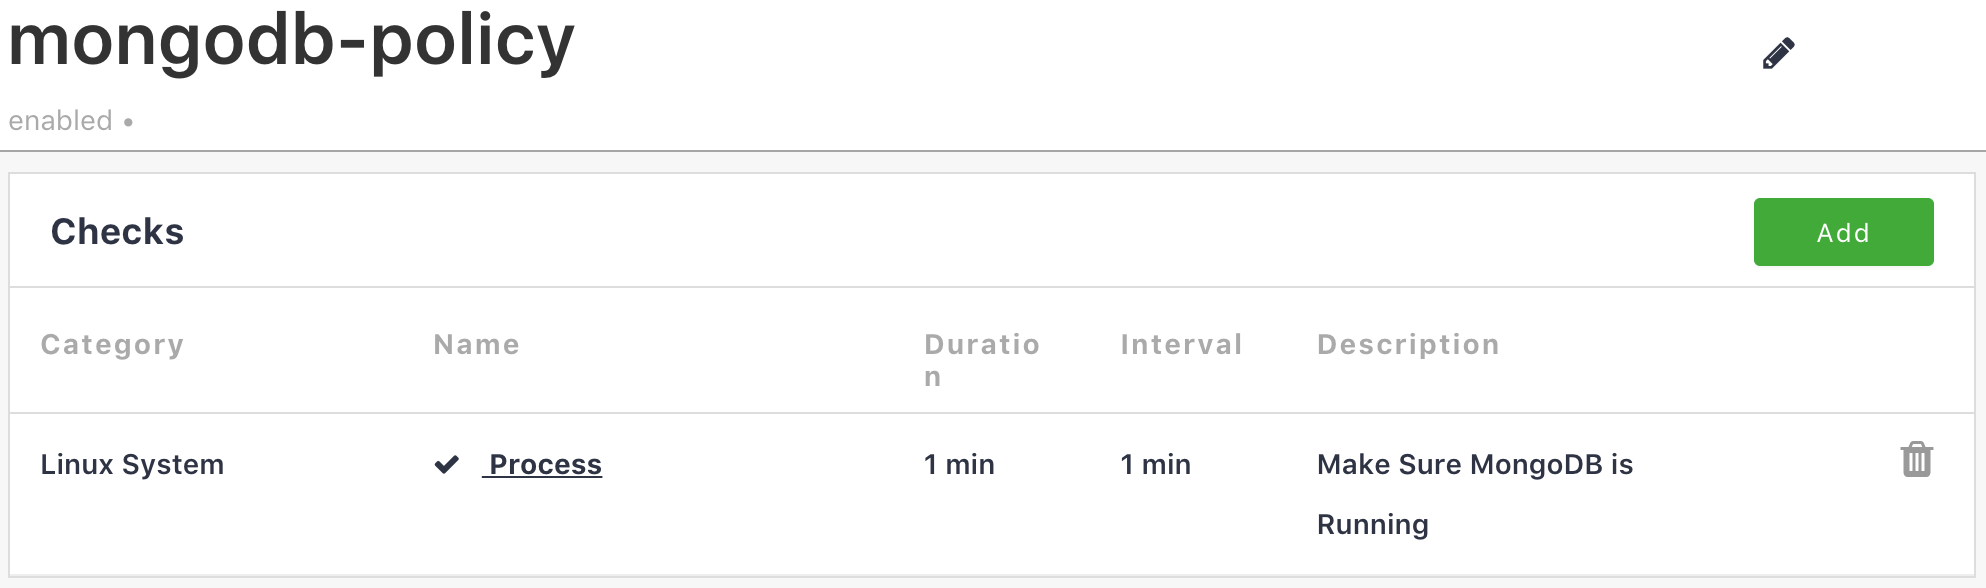 mongodb-policy
enabled •
Checks
Add
Category Name Duratio Interval Description
n
Linux System Process 1 min 1 min Make Sure MongoDB is
Running